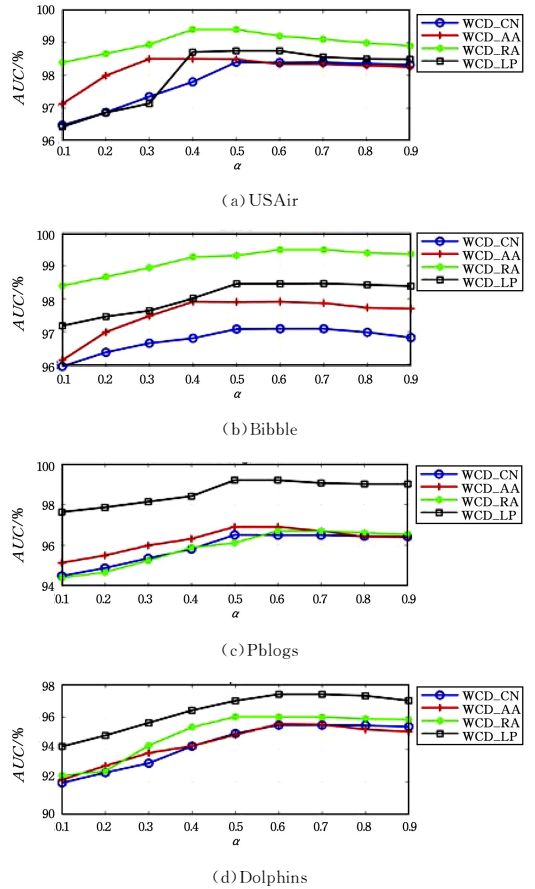 100
99
98
97
96
AUC/%
0.1 0.2 0.3 0.4 0.5 0.6 0.7 0.8 0.9
α
WCD_CN
WCD_AA
WCD_RA
WCD_LP
(a)USAir
100
99
98
97
96
AUC/%
0.1 0.2 0.3 0.4 0.5 0.6 0.7 0.8 0.9
α
WCD_CN
WCD_AA
WCD_RA
WCD_LP
(b)Bibble
100
98
96
94
AUC/%
0.1 0.2 0.3 0.4 0.5 0.6 0.7 0.8 0.9
α
WCD_CN
WCD_AA
WCD_RA
WCD_LP
(c)Pblogs
98
96
94
92
90
AUC/%
0.1 0.2 0.3 0.4 0.5 0.6 0.7 0.8 0.9
α
WCD_CN
WCD_AA
WCD_RA
WCD_LP
(d)Dolphins